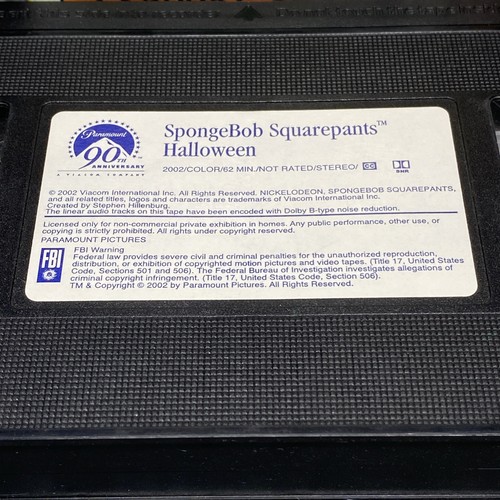 Paramount
90TH
ANNIVERSARY
A VIACOM COMPANY
SpongeBob Squarepants™
Halloween
2002/COLOR/62 MIN./NOT RATED/STEREO/ CC
BNR
© 2002 Viacom International Inc. All Rights Reserved. NICKELODEON, SPONGEBOB SQUAREPANTS,
and all related titles, logos and characters are trademarks of Viacom International Inc.
Created by Stephen Hillenburg.
The linear audio tracks on this tape have been encoded with Dolby B-type noise reduction.
Licensed only for non-commercial private exhibition in homes. Any public performance, other use, or
copying is strictly prohibited. All rights under copyright reserved.
PARAMOUNT PICTURES
FBI
FBI Warning
Federal law provides severe civil and criminal penalties for the unauthorized reproduction,
distribution, or exhibition of copyrighted motion pictures and video tapes. (Title 17, United States
Code, Sections 501 and 506). The Federal Bureau of Investigation investigates allegations of
criminal copyright infringement. (Title 17, United States Code, Section 506).
TM & Copyright © 2002 by Paramount Pictures. All Rights Reserved.